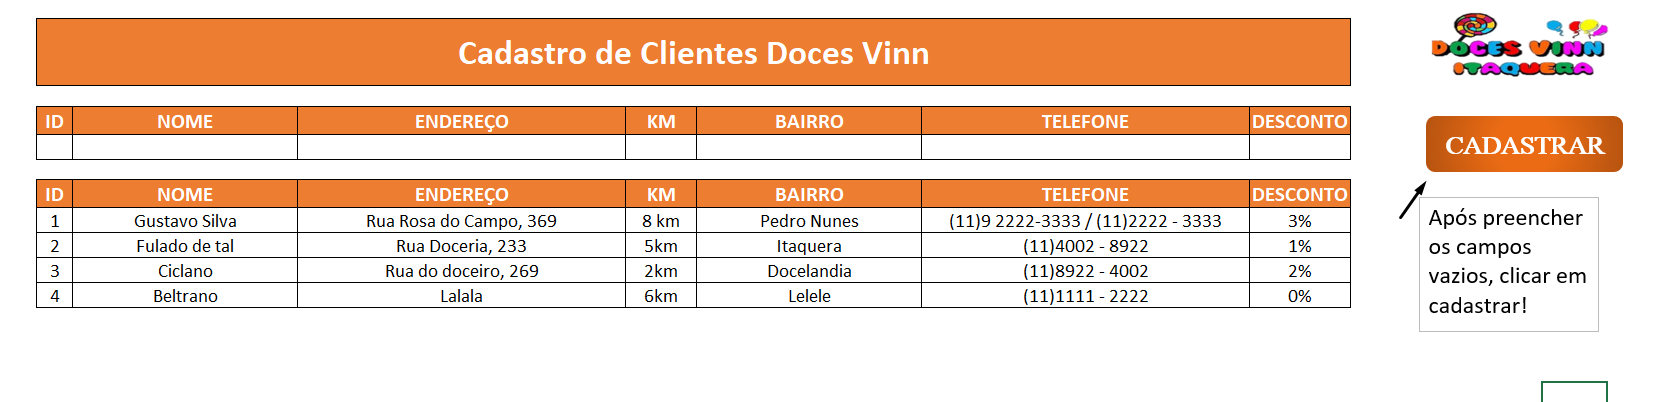 Cadastro de Clientes Doces Vinn
DOCES VINN
ITAQUERA
ID NOME ENDEREÇO KM BAIRRO TELEFONE DESCONTO
CADASTRAR
ID NOME ENDEREÇO KM BAIRRO TELEFONE DESCONTO
1 Gustavo Silva Rua Rosa do Campo, 369 8 km Pedro Nunes (11)9 2222-3333 / (11)2222 - 3333 3%
2 Fulado de tal Rua Doceria, 233 5km Itaquera (11)4002 - 8922 1%
3 Ciclano Rua do doceiro, 269 2km Docelandia (11)8922 - 4002 2%
4 Beltrano Lalala 6km Lelele (11)1111 - 2222 0%
Após preencher
os campos
vazios, clicar em
cadastrar!